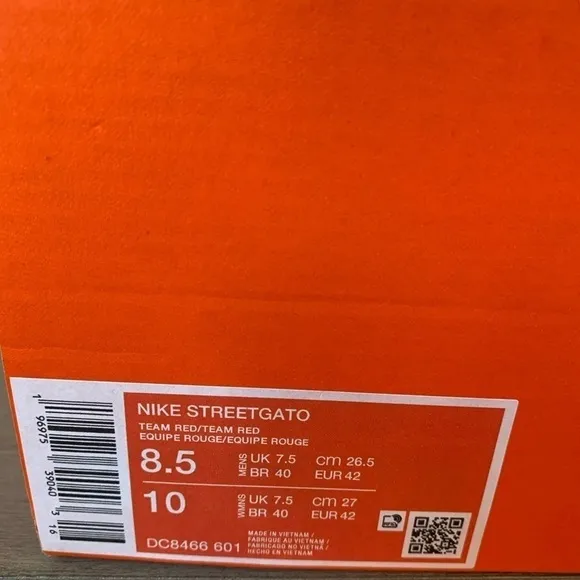 NIKE STREETGATO
TEAM RED/TEAM RED
EQUIPE ROUGE/EQUIPE ROUGE
8.5 MENS UK 7.5 CM 26.5
BR 40 EUR 42
10 WMNS UK 7.5 CM 27
BR 40 EUR 42
MADE IN VIETNAM /
FABRIQUE AU VIETNAM /
FABRICADO NO VIETNÃ /
HECHO EN VIETNAM
DC8466 601
1 96975 39040 3 16